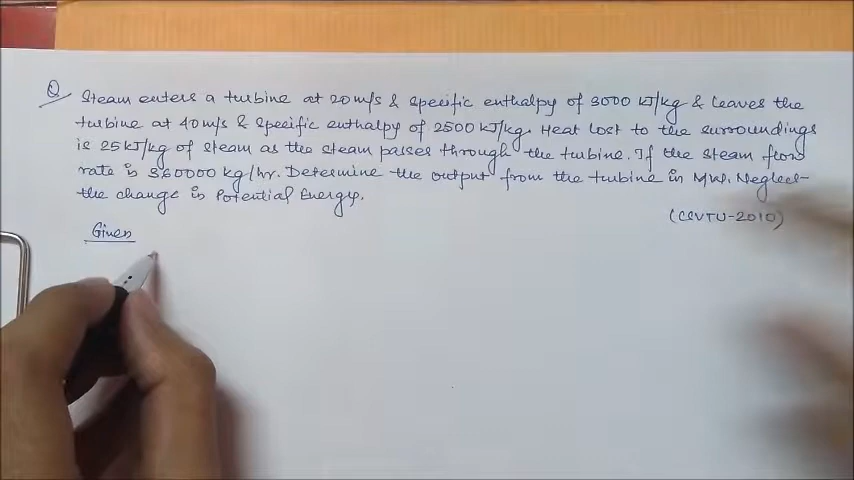 Q Steam enters a turbine at 20 m/s & specific enthalpy of 3000 kJ/kg & leaves the
turbine at 40 m/s & specific enthalpy of 2500 kJ/kg. Heat lost to the surroundings
is 25 kJ/kg of steam as the steam passes through the turbine. If the steam flow
rate is 360000 kg/hr. Determine the output from the turbine in MW. Neglect
the change in Potential Energy.
(CSVTU-2010)
Given